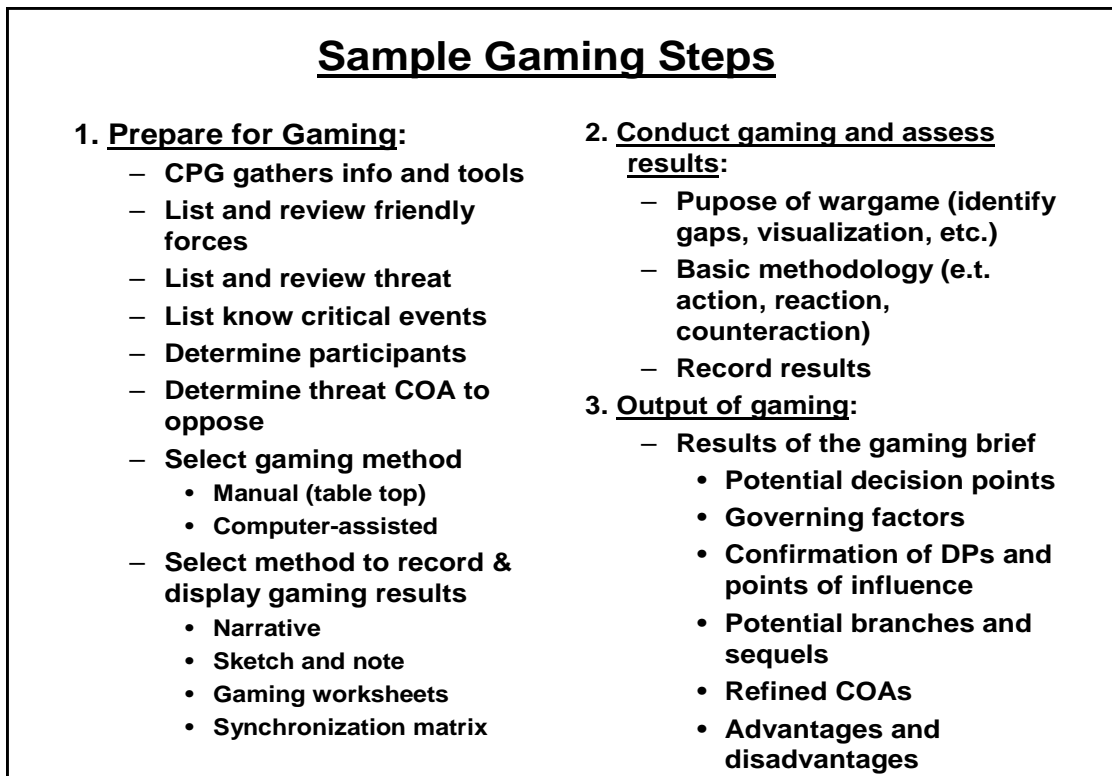 Sample Gaming Steps
1. Prepare for Gaming:
– CPG gathers info and tools
– List and review friendly
forces
– List and review threat
– List know critical events
– Determine participants
– Determine threat COA to
oppose
– Select gaming method
• Manual (table top)
• Computer-assisted
– Select method to record &
display gaming results
• Narrative
• Sketch and note
• Gaming worksheets
• Synchronization matrix
2. Conduct gaming and assess
results:
– Pupose of wargame (identify
gaps, visualization, etc.)
– Basic methodology (e.t.
action, reaction,
counteraction)
– Record results
3. Output of gaming:
– Results of the gaming brief
• Potential decision points
• Governing factors
• Confirmation of DPs and
points of influence
• Potential branches and
sequels
• Refined COAs
• Advantages and
disadvantages